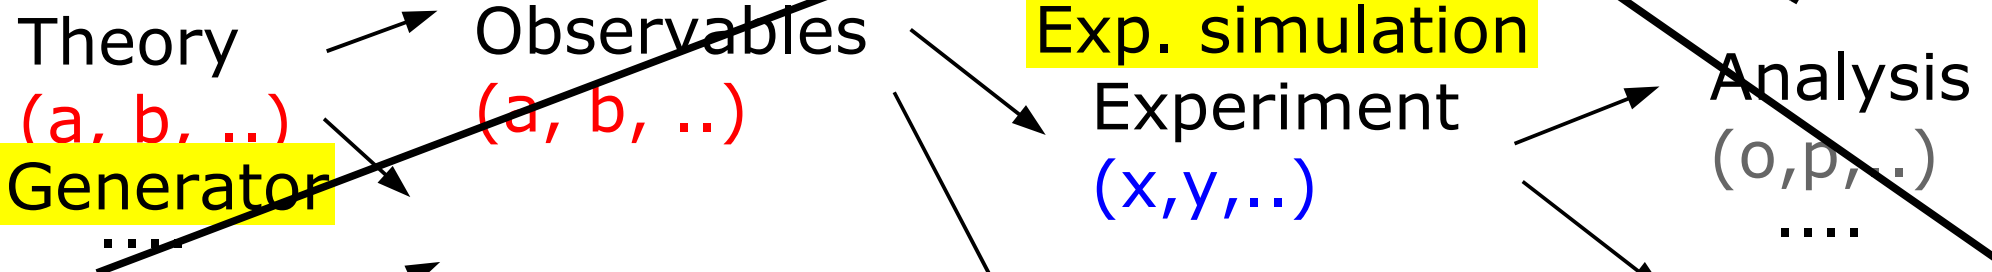 Theory
(a, b, ..)
Generator
....
Observables
(a, b, ..)
Exp. simulation
Experiment
(x,y,..)
Analysis
(o,p,..)
....